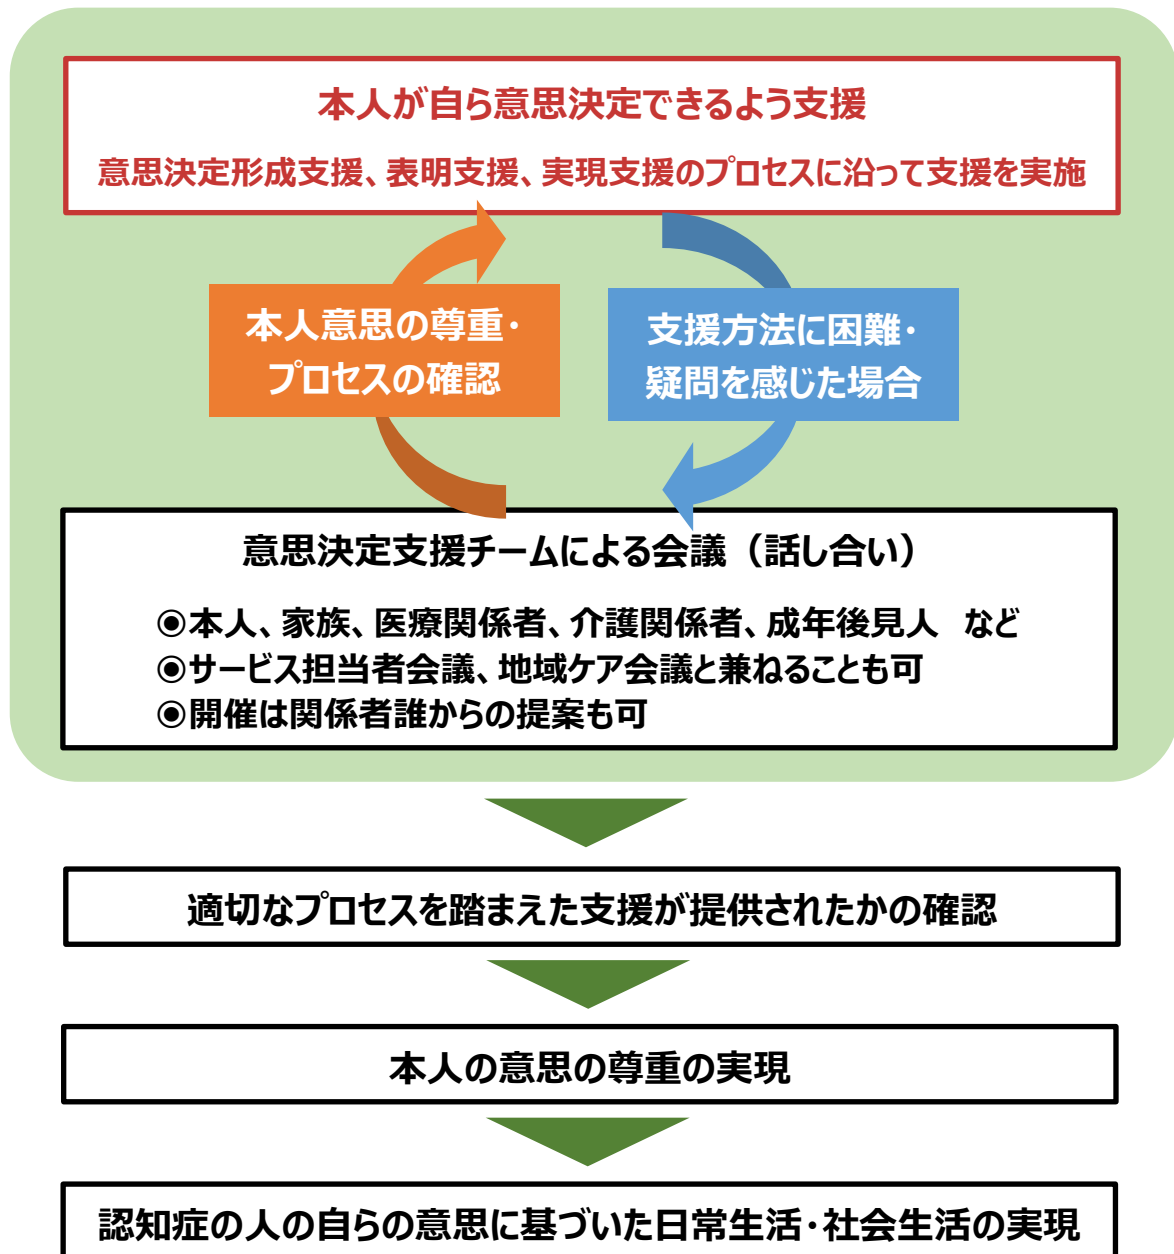 本人が自ら意思決定できるよう支援
意思決定形成支援、表明支援、実現支援のプロセスに沿って支援を実施
本人意思の尊重・
プロセスの確認
支援方法に困難・
疑問を感じた場合
意思決定支援チームによる会議（話し合い）
◉本人、家族、医療関係者、介護関係者、成年後見人　など
◉サービス担当者会議、地域ケア会議と兼ねることも可
◉開催は関係者誰からの提案も可
適切なプロセスを踏まえた支援が提供されたかの確認
本人の意思の尊重の実現
認知症の人の自らの意思に基づいた日常生活・社会生活の実現